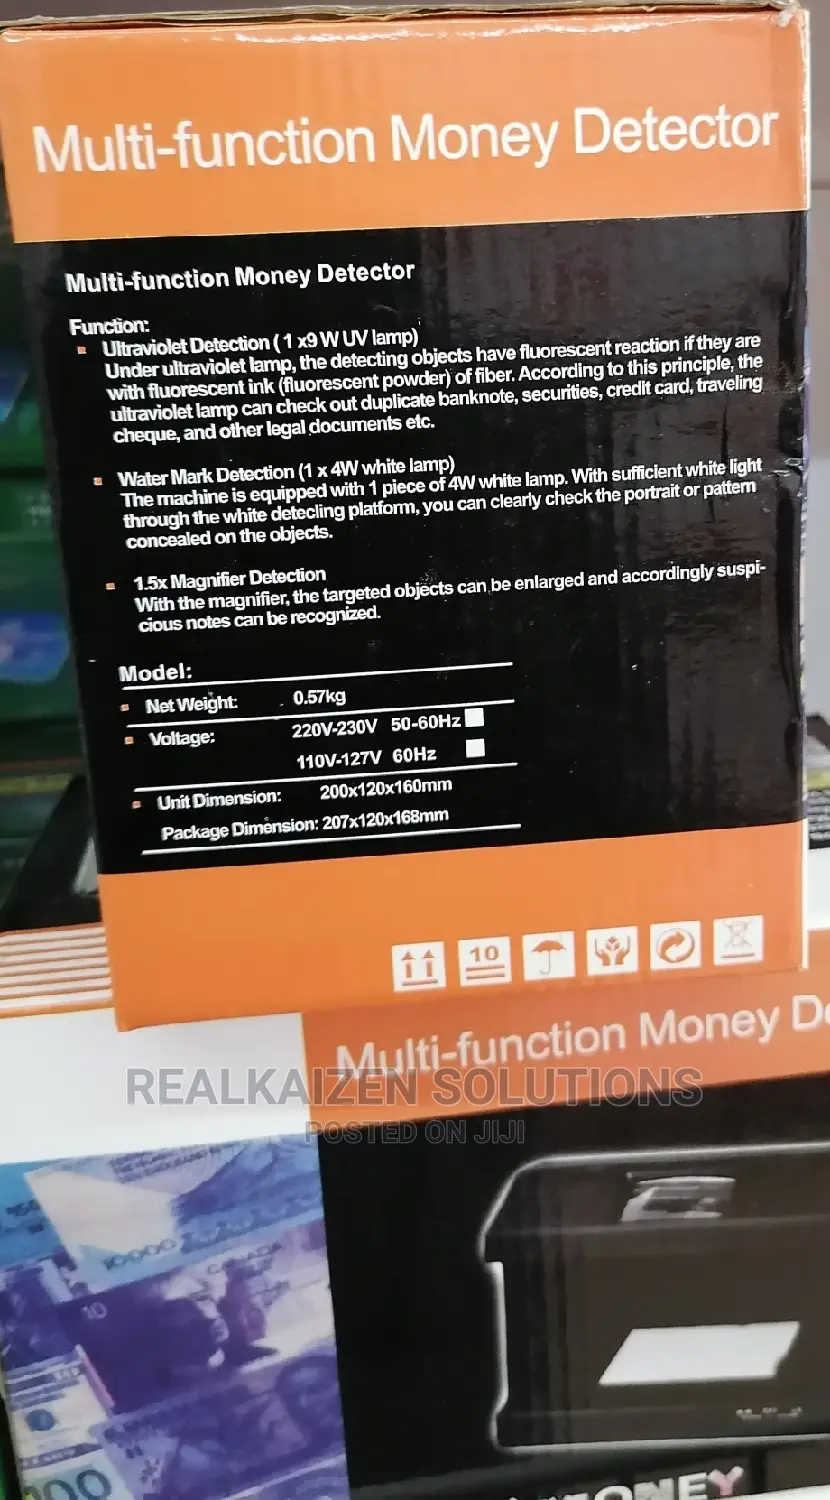 Multi-function Money Detector
Multi-function Money Detector
Function:
Ultraviolet Detection ( 1 x9 W UV lamp)
Under ultraviolet lamp, the detecting objects have fluorescent reaction if they are
with fluorescent ink (fluorescent powder) of fiber. According to this principle, the
ultraviolet lamp can check out duplicate banknote, securities, credit card, traveling
cheque, and other legal documents etc.
Water Mark Detection (1 x 4W white lamp)
The machine is equipped with 1 piece of 4W white lamp. With sufficient white light
through the white detecling platform, you can clearly check the portrait or pattern
concealed on the objects.
1.5x Magnifier Detection
With the magnifier, the targeted objects can be enlarged and accordingly suspi-
cious notes can be recognized.
Model:
Net Weight: 0.57kg
Voltage: 220V-230V 50-60Hz
110V-127V 60Hz
Unit Dimension: 200x120x160mm
Package Dimension: 207x120x168mm
10
Multi-function Money De
REALKAIZEN SOLUTIONS
POSTED ON JIJI
10000
CANADA
10
00
MONEY